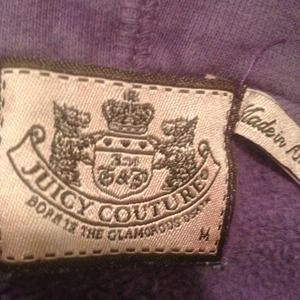 JUICY COUTURE
BORN IN THE GLAMOROUS USA
M
Made in